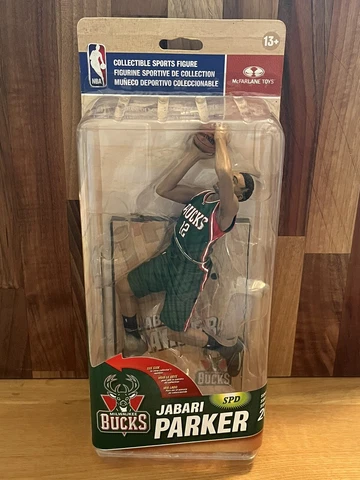 13+
NBA
COLLECTIBLE SPORTS FIGURE
FIGURINE SPORTIVE DE COLLECTION
MUÑECO DEPORTIVO COLECCIONABLE
McFARLANE TOYS
BUCKS
12
BUCKS
MILWAUKEE
BUCKS
JABARI
PARKER
SPD